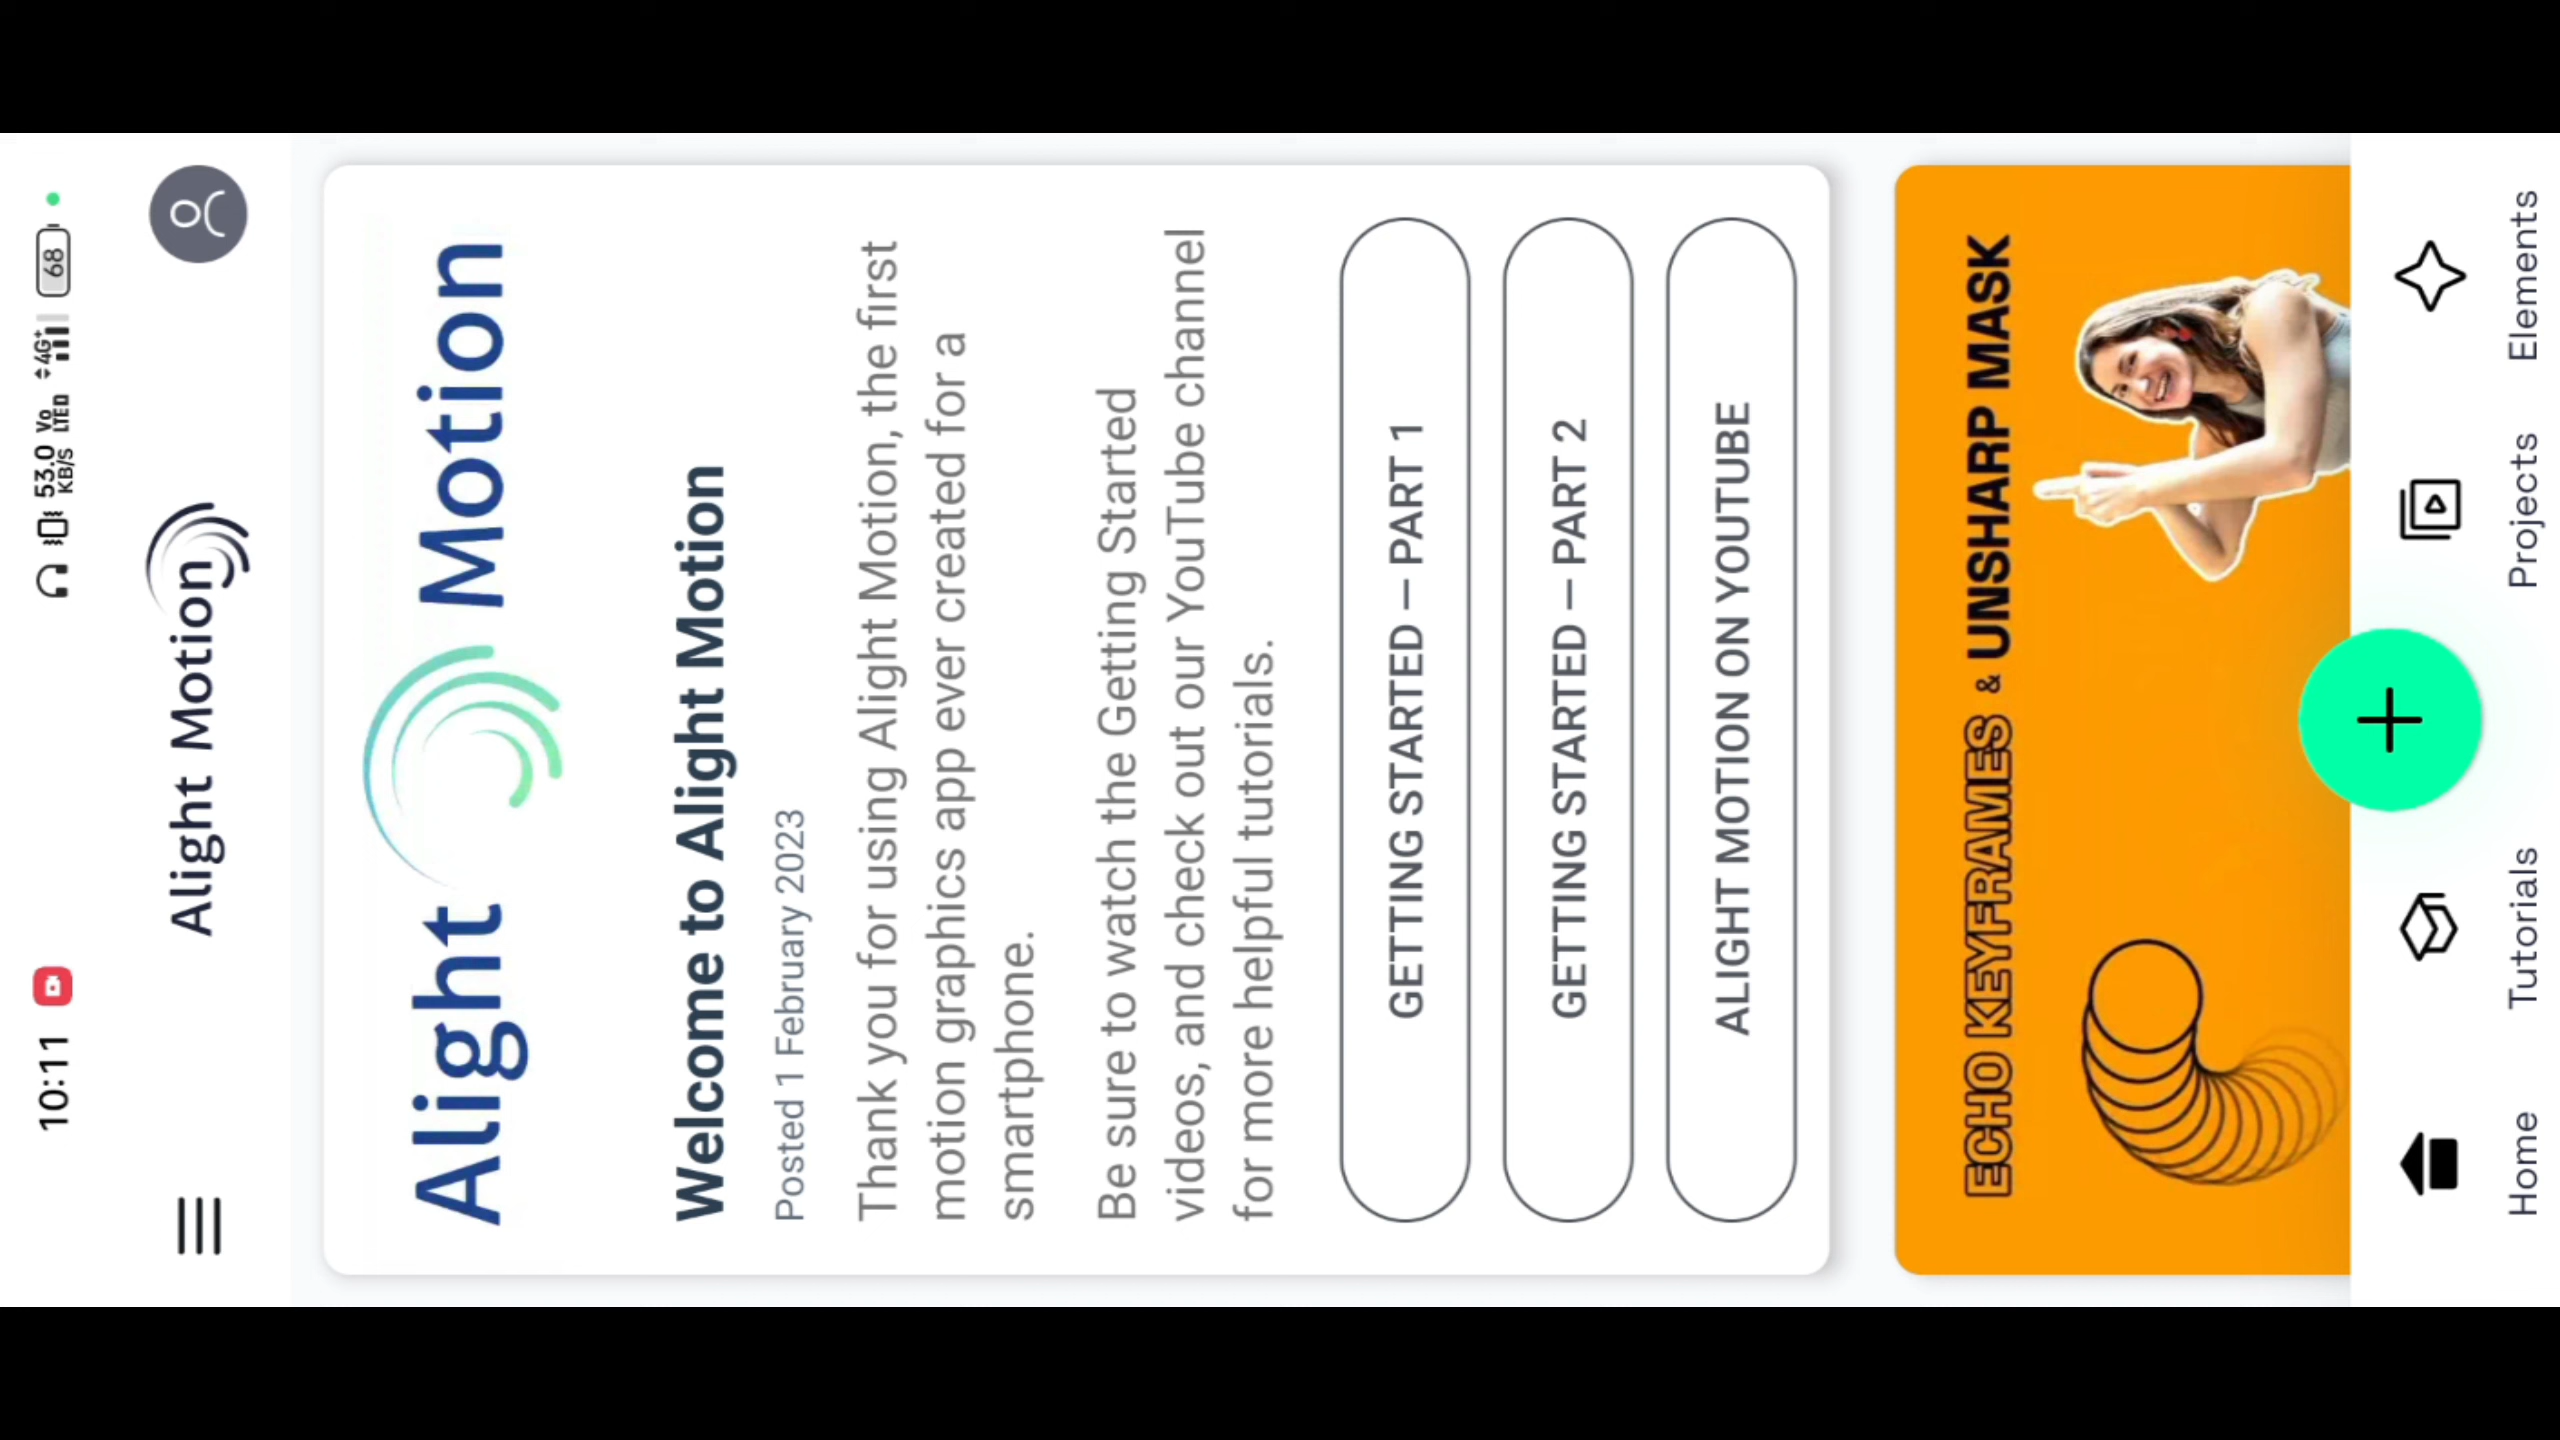 10:11
53.0 KB/S Vo LTED 4G+ 68
Alight Motion
Alight Motion
Welcome to Alight Motion
Posted 1 February 2023
Thank you for using Alight Motion, the first
motion graphics app ever created for a
smartphone.
Be sure to watch the Getting Started
videos, and check out our YouTube channel
for more helpful tutorials.
GETTING STARTED – PART 1
GETTING STARTED – PART 2
ALIGHT MOTION ON YOUTUBE
ECHO KEYFRAMES & UNSHARP MASK
Home
Tutorials
Projects
Elements